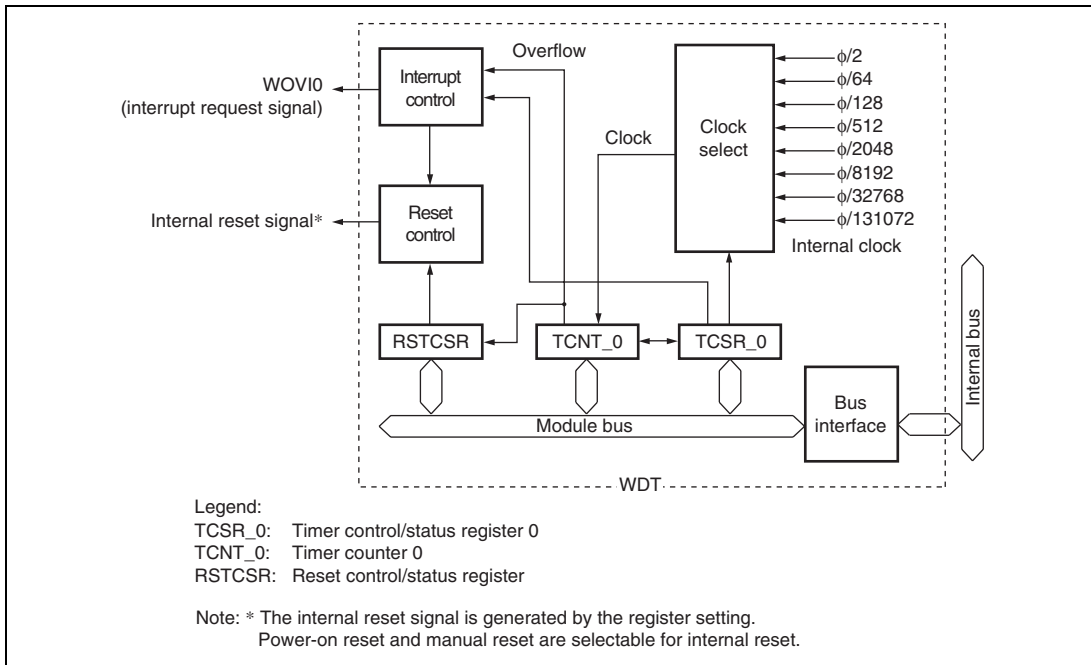 Overflow
Interrupt
control
WOVI0
(interrupt request signal)
Clock
Clock
select
ϕ/2
ϕ/64
ϕ/128
ϕ/512
ϕ/2048
ϕ/8192
ϕ/32768
ϕ/131072
Internal clock
Internal reset signal*
Reset
control
RSTCSR
TCNT_0
TCSR_0
Module bus
Bus
interface
Internal bus
WDT
Legend:
TCSR_0: Timer control/status register 0
TCNT_0: Timer counter 0
RSTCSR: Reset control/status register
Note: * The internal reset signal is generated by the register setting.
Power-on reset and manual reset are selectable for internal reset.